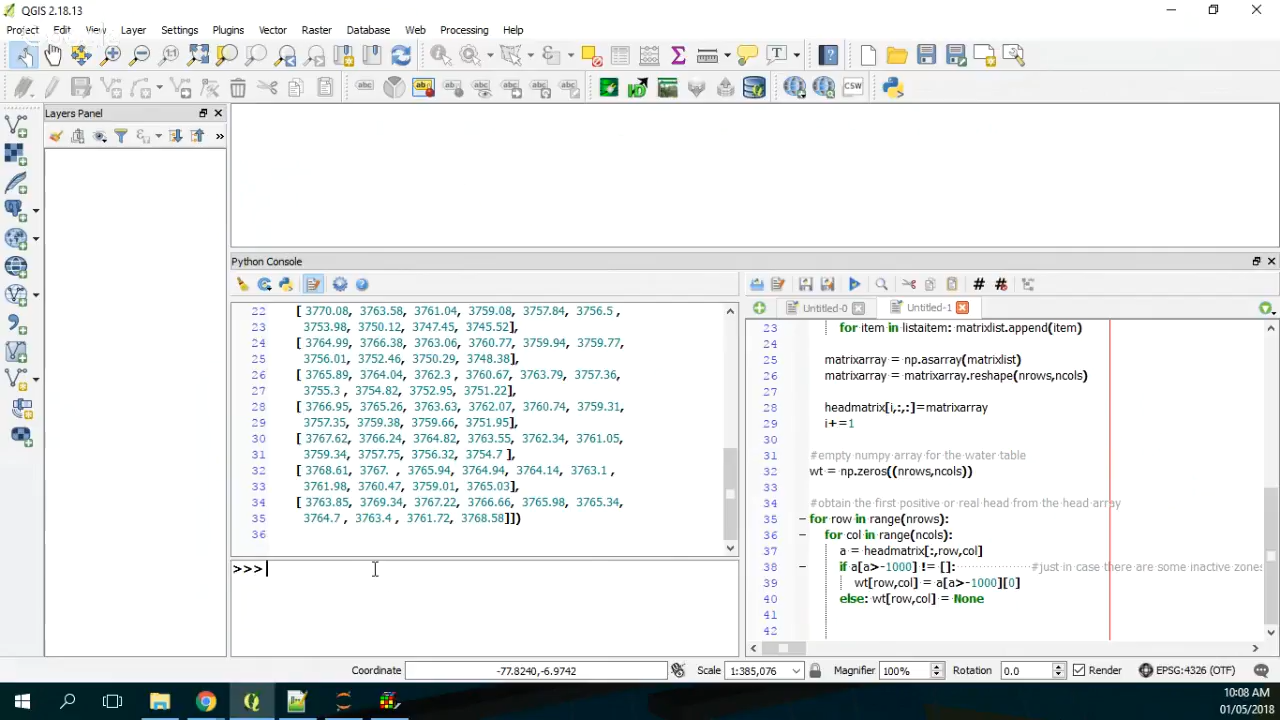 QGIS 2.18.13
Project Edit View Layer Settings Plugins Vector Raster Database Web Processing Help
CSW
Layers Panel
»
Python Console
Untitled-0 Untitled-1
22 [ 3770.08, 3763.58, 3761.04, 3759.08, 3757.84, 3756.5 ,
23 3753.98, 3750.12, 3747.45, 3745.52],
24 [ 3764.99, 3766.38, 3763.06, 3760.77, 3759.94, 3759.77,
25 3756.01, 3752.46, 3750.29, 3748.38],
26 [ 3765.89, 3764.04, 3762.3 , 3760.67, 3763.79, 3757.36,
27 3755.3 , 3754.82, 3752.95, 3751.22],
28 [ 3766.95, 3765.26, 3763.63, 3762.07, 3760.74, 3759.31,
29 3757.35, 3759.38, 3759.66, 3751.95],
30 [ 3767.62, 3766.24, 3764.82, 3763.55, 3762.34, 3761.05,
31 3759.34, 3757.75, 3756.32, 3754.7 ],
32 [ 3768.61, 3767. , 3765.94, 3764.94, 3764.14, 3763.1 ,
33 3761.98, 3760.47, 3759.01, 3765.03],
34 [ 3763.85, 3769.34, 3767.22, 3766.66, 3765.98, 3765.34,
35 3764.7 , 3763.4 , 3761.72, 3768.58]])
36
>>>
23 for item in listaitem: matrixlist.append(item)
24
25 matrixarray = np.asarray(matrixlist)
26 matrixarray = matrixarray.reshape(nrows,ncols)
27
28 headmatrix[i,:,:]=matrixarray
29 i+=1
30
31 #empty numpy array for the water table
32 wt = np.zeros((nrows,ncols))
33
34 #obtain the first positive or real head from the head array
35 for row in range(nrows):
36 for col in range(ncols):
37 a = headmatrix[:,row,col]
38 if a[a>-1000] != []: #just in case there are some inactive zones
39 wt[row,col] = a[a>-1000][0]
40 else: wt[row,col] = None
41
42
Coordinate -77.8240,-6.9742 Scale 1:385,076 Magnifier 100% Rotation 0.0 Render EPSG:4326 (OTF)
10:08 AM
01/05/2018